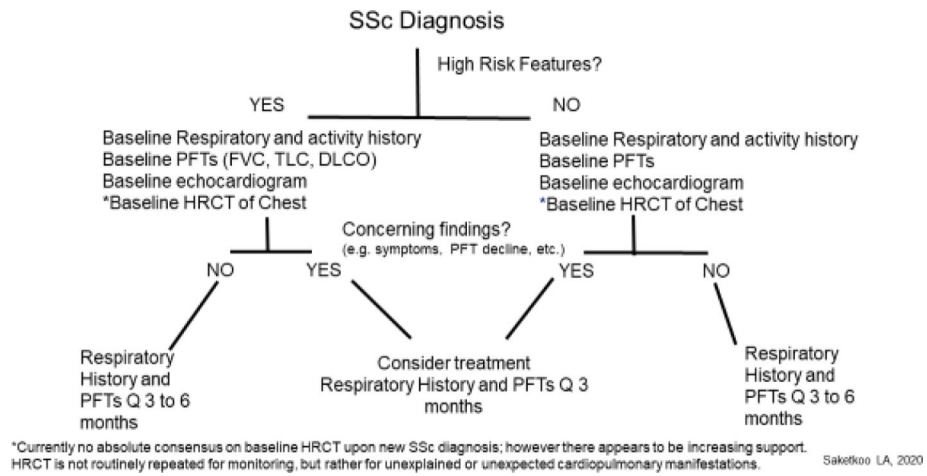 SSc Diagnosis
High Risk Features?
YES
NO
Baseline Respiratory and activity history
Baseline PFTs (FVC, TLC, DLCO)
Baseline echocardiogram
*Baseline HRCT of Chest
Baseline Respiratory and activity history
Baseline PFTs
Baseline echocardiogram
*Baseline HRCT of Chest
Concerning findings?
(e.g. symptoms, PFT decline, etc.)
NO
YES
YES
NO
Respiratory
History and
PFTs Q 3 to 6
months
Consider treatment
Respiratory History and PFTs Q 3
months
Respiratory
History and
PFTs Q 3 to 6
months
*Currently no absolute consensus on baseline HRCT upon new SSc diagnosis; however there appears to be increasing support.
HRCT is not routinely repeated for monitoring, but rather for unexplained or unexpected cardiopulmonary manifestations.
Saketkoo LA, 2020